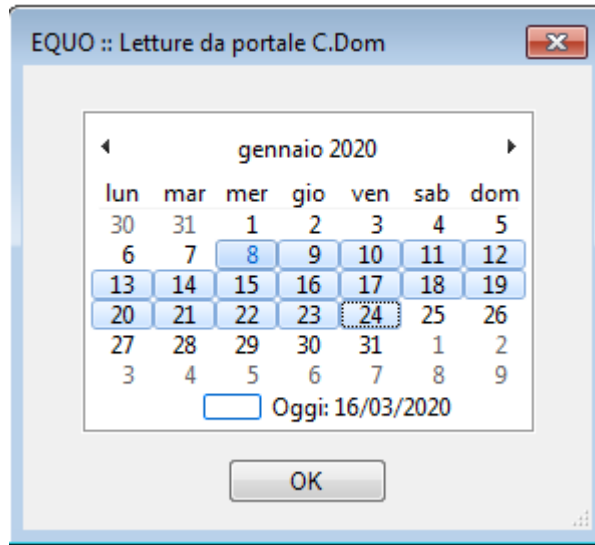 EQUO :: Letture da portale C.Dom
gennaio 2020
lun mar mer gio ven sab dom
30 31 1 2 3 4 5
6 7 8 9 10 11 12
13 14 15 16 17 18 19
20 21 22 23 24 25 26
27 28 29 30 31 1 2
3 4 5 6 7 8 9
Oggi: 16/03/2020
OK